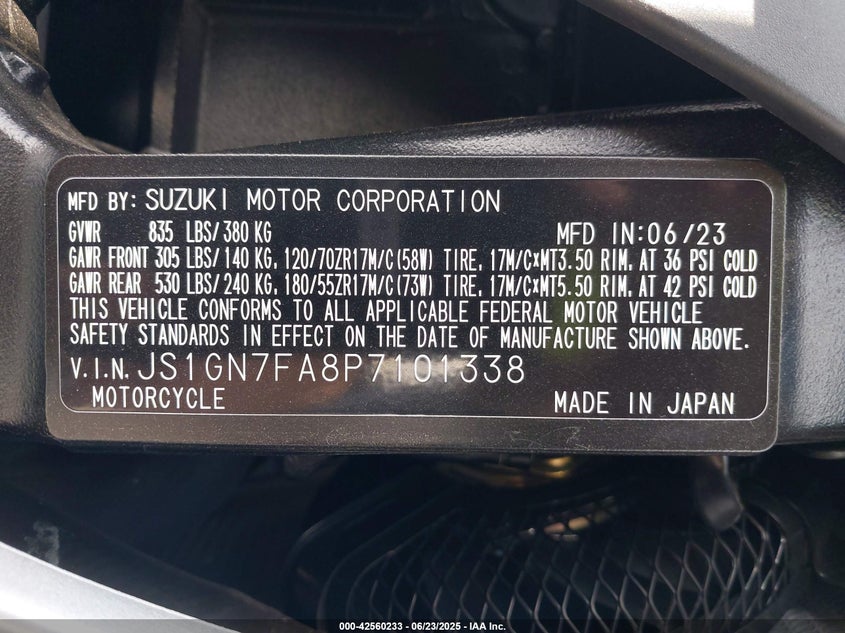 MFD BY: SUZUKI MOTOR CORPORATION
GVWR 835 LBS/ 380 KG MFD IN:06/23
GAWR FRONT 305 LBS/ 140 KG, 120/70ZR17M/C(58W) TIRE, 17M/C×MT3.50 RIM, AT 36 PSI COLD
GAWR REAR 530 LBS/ 240 KG, 180/55ZR17M/C(73W) TIRE, 17M/C×MT5.50 RIM, AT 42 PSI COLD
THIS VEHICLE CONFORMS TO ALL APPLICABLE FEDERAL MOTOR VEHICLE
SAFETY STANDARDS IN EFFECT ON THE DATE OF MANUFACTURE SHOWN ABOVE.
V.I.N. JS1GN7FA8P7101338
MOTORCYCLE MADE IN JAPAN
000-42560233 - 06/23/2025 - IAA Inc.